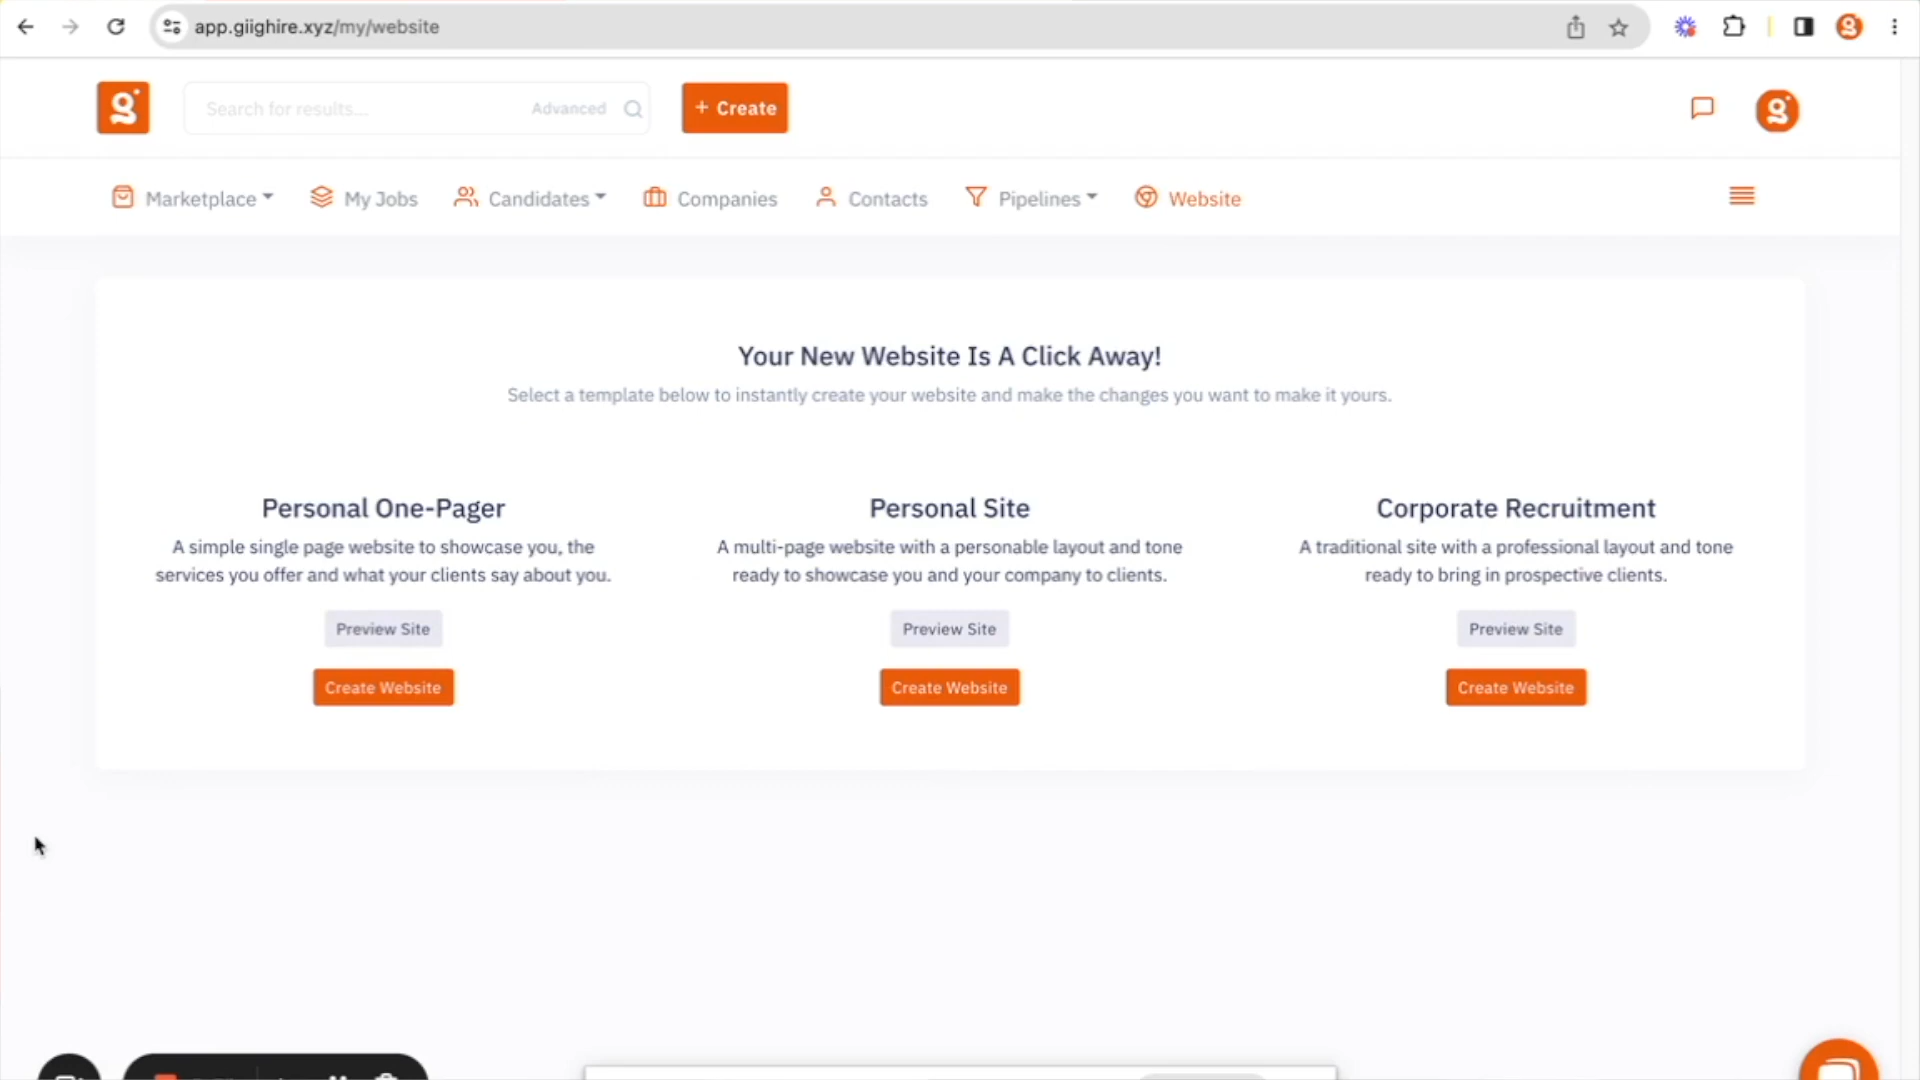 app.giighire.xyz/my/website
g
Search for results...
Advanced
+ Create
g
Marketplace
My Jobs
Candidates
Companies
Contacts
Pipelines
Website
Your New Website Is A Click Away!
Select a template below to instantly create your website and make the changes you want to make it yours.
Personal One-Pager
A simple single page website to showcase you, the
services you offer and what your clients say about you.
Preview Site
Create Website
Personal Site
A multi-page website with a personable layout and tone
ready to showcase you and your company to clients.
Preview Site
Create Website
Corporate Recruitment
A traditional site with a professional layout and tone
ready to bring in prospective clients.
Preview Site
Create Website